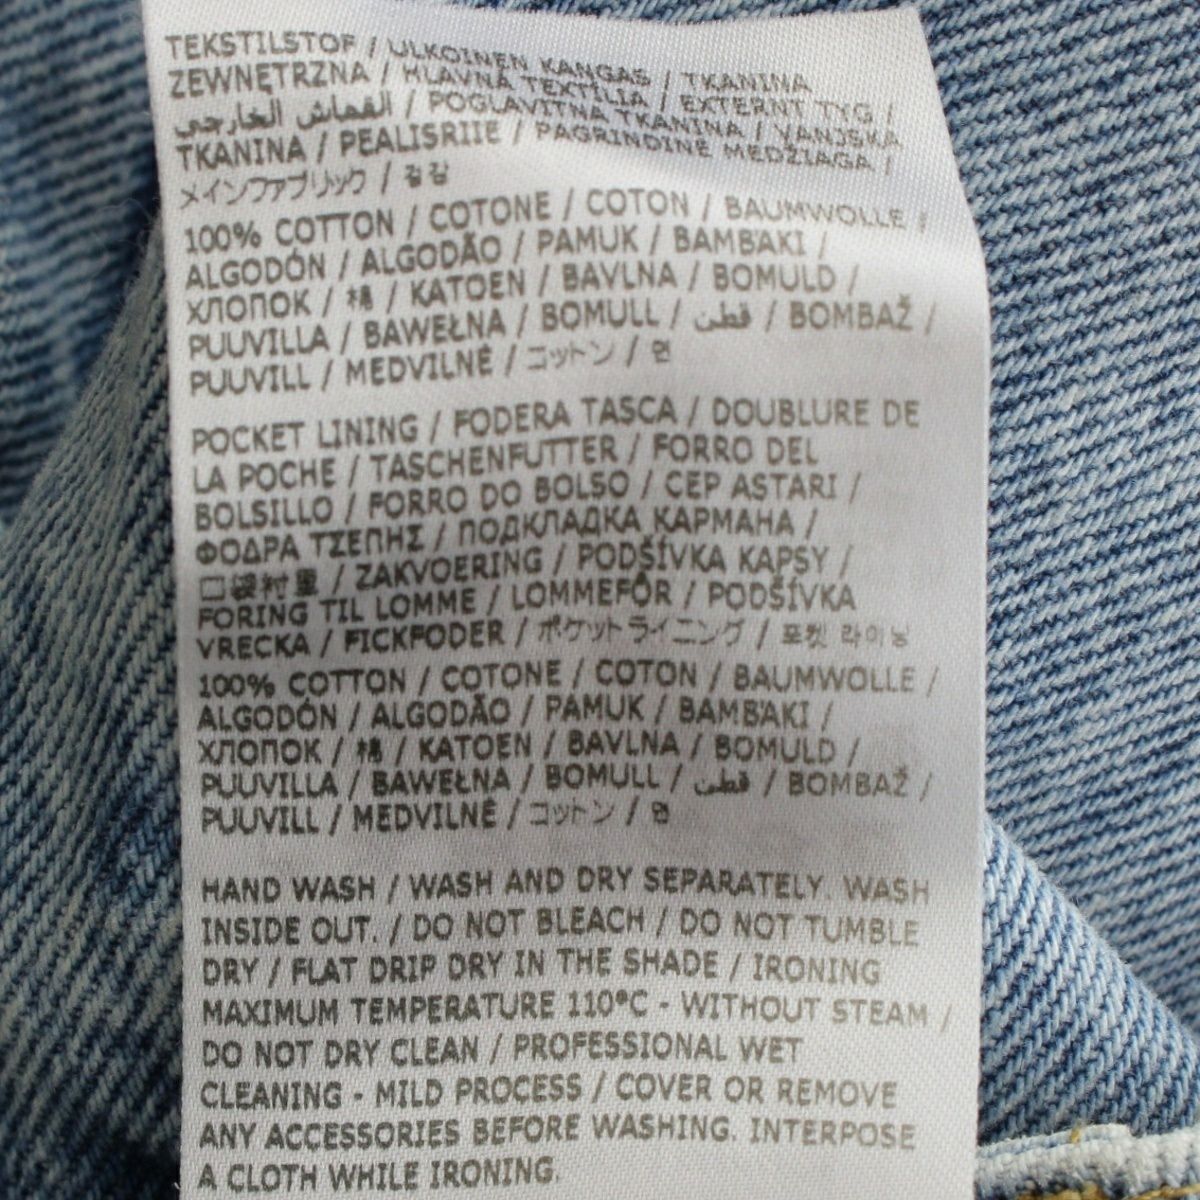 TEKSTILSTOF / ULKOINEN KANGAS / TKANINA
ZEWNĘTRZNA / HLAVNÁ TEXTÍLIA / EXTERNT TYG /
القماش الخارجي / POGLAVITNA TKANINA / VANJSKA
TKANINA / PEALISRIIE / PAGRINDINĖ MEDŽIAGA /
メインファブリック / 겉감
100% COTTON / COTONE / COTON / BAUMWOLLE /
ALGODÓN / ALGODÃO / PAMUK / BAMBAKI /
ХЛОПОК / 棉 / KATOEN / BAVLNA / BOMULD /
PUUVILLA / BAWEŁNA / BOMULL / قطن / BOMBAŽ /
PUUVILL / MEDVILNĖ / コットン / 면
POCKET LINING / FODERA TASCA / DOUBLURE DE
LA POCHE / TASCHENFUTTER / FORRO DEL
BOLSILLO / FORRO DO BOLSO / CEP ASTARI /
ΦΟΔΡΑ ΤΣΕΠΗΣ / ПОДКЛАДКА КАРМАНА /
口袋衬里 / ZAKVOERING / PODŠÍVKA KAPSY /
FORING TIL LOMME / LOMMEFÔR / PODŠÍVKA
VRECKA / FICKFODER / ポケットライニング / 포켓 라이닝
100% COTTON / COTONE / COTON / BAUMWOLLE /
ALGODÓN / ALGODÃO / PAMUK / BAMBAKI /
ХЛОПОК / 棉 / KATOEN / BAVLNA / BOMULD /
PUUVILLA / BAWEŁNA / BOMULL / قطن / BOMBAŽ /
PUUVILL / MEDVILNĖ / コットン / 면
HAND WASH / WASH AND DRY SEPARATELY. WASH
INSIDE OUT. / DO NOT BLEACH / DO NOT TUMBLE
DRY / FLAT DRIP DRY IN THE SHADE / IRONING
MAXIMUM TEMPERATURE 110°C - WITHOUT STEAM /
DO NOT DRY CLEAN / PROFESSIONAL WET
CLEANING - MILD PROCESS / COVER OR REMOVE
ANY ACCESSORIES BEFORE WASHING. INTERPOSE
A CLOTH WHILE IRONING.